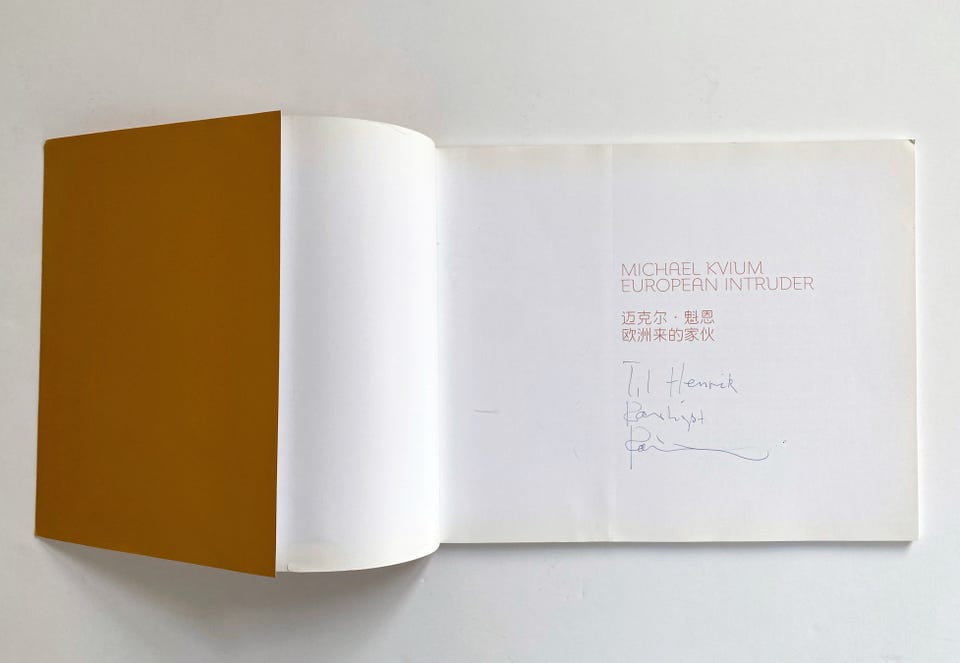 MICHAEL KVIUM
EUROPEAN INTRUDER
迈克尔·魁恩
欧洲来的家伙
Til Henrik
Kærligst